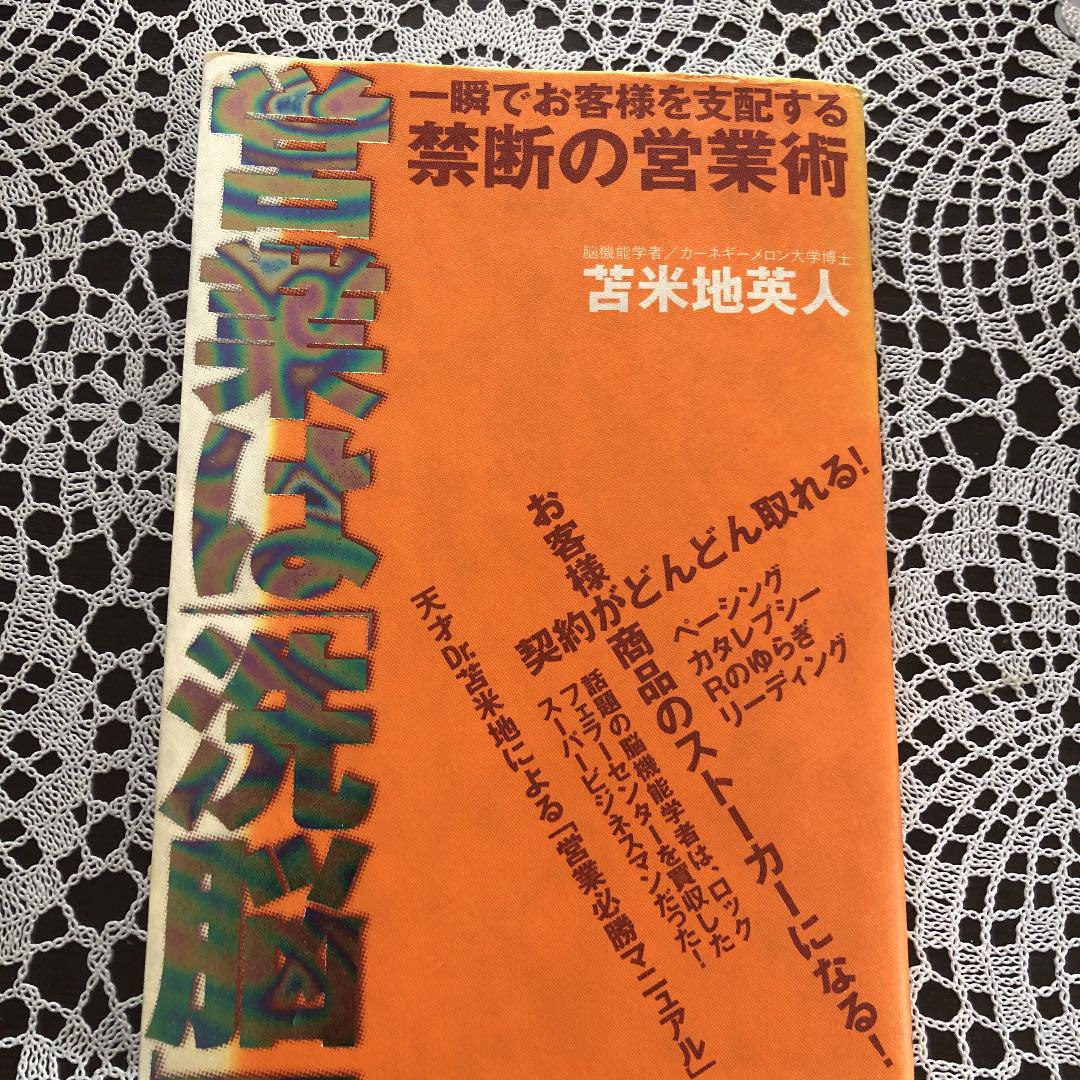 営業は「洗脳」
一瞬でお客様を支配する
禁断の営業術
脳機能学者／カーネギーメロン大学博士
苫米地英人
契約がどんどん取れる!
ペーシング
カタレプシー
Rのゆらぎ
リーディング
お客様が商品のストーカーになる!
話題の脳機能学者は、ロック
フェラーセンターを買収した
スーパービジネスマンだった!
天才Dr.苫米地による「営業必勝マニュアル」